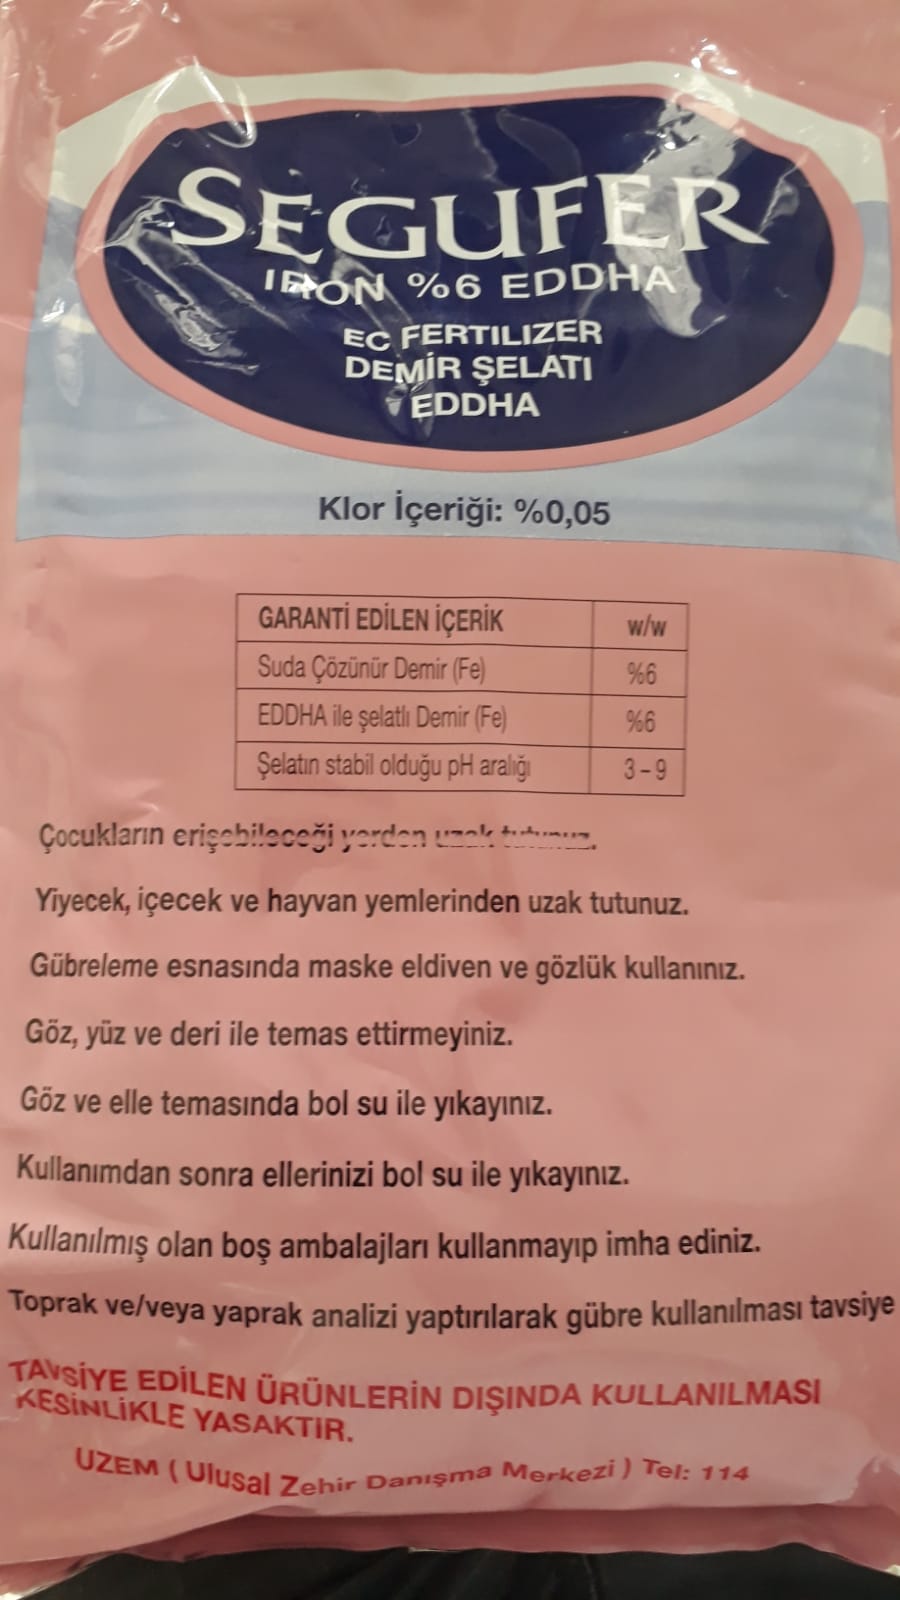 SEGUFER
IRON %6 EDDHA
EC FERTILIZER
DEMİR ŞELATI
EDDHA
Klor İçeriği: %0,05
GARANTİ EDİLEN İÇERİK w/w
Suda Çözünür Demir (Fe) %6
EDDHA ile şelatlı Demir (Fe) %6
Şelatın stabil olduğu pH aralığı 3-9
Çocukların erişebileceği yerden uzak tutunuz.
Yiyecek, içecek ve hayvan yemlerinden uzak tutunuz.
Gübreleme esnasında maske eldiven ve gözlük kullanınız.
Göz, yüz ve deri ile temas ettirmeyiniz.
Göz ve elle temasında bol su ile yıkayınız.
Kullanımdan sonra ellerinizi bol su ile yıkayınız.
Kullanılmış olan boş ambalajları kullanmayıp imha ediniz.
Toprak ve/veya yaprak analizi yaptırılarak gübre kullanılması tavsiye
TAVSİYE EDİLEN ÜRÜNLERİN DIŞINDA KULLANILMASI
KESİNLİKLE YASAKTIR.
UZEM ( Ulusal Zehir Danışma Merkezi ) Tel: 114